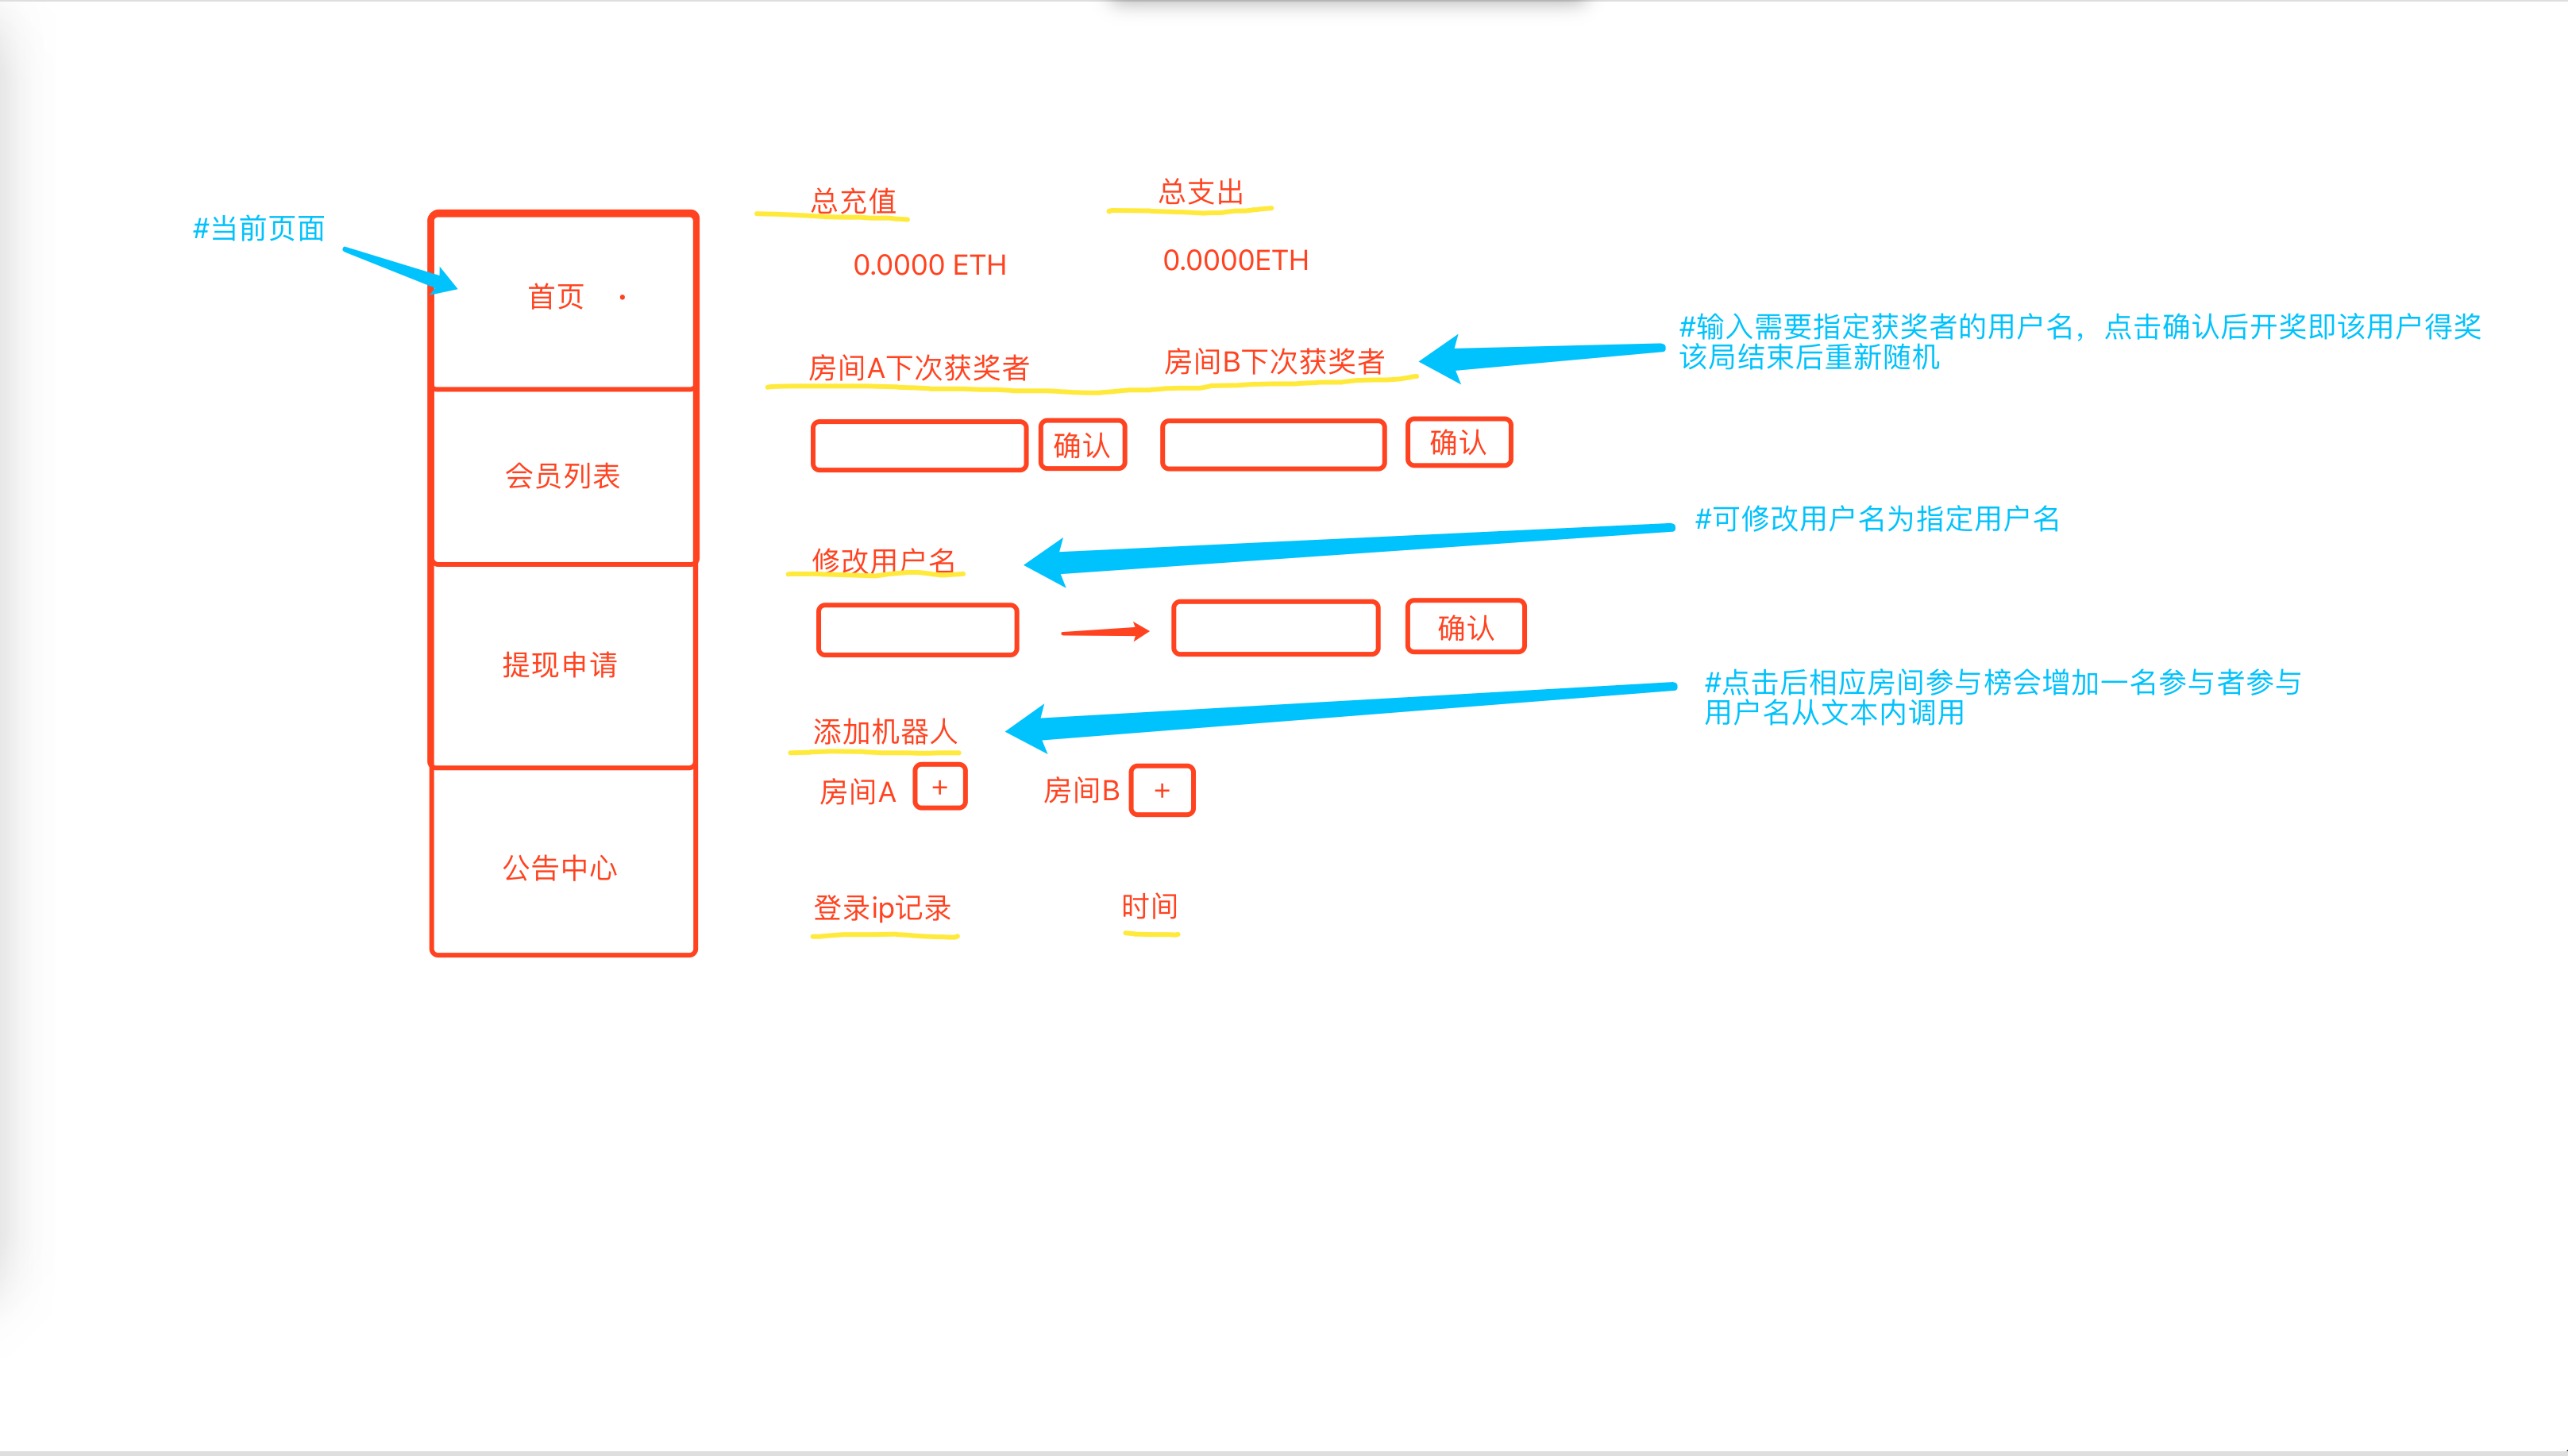 #当前页面
首页 ·
会员列表
提现申请
公告中心
总充值
总支出
0.0000 ETH
0.0000ETH
房间A下次获奖者
房间B下次获奖者
#输入需要指定获奖者的用户名，点击确认后开奖即该用户得奖
该局结束后重新随机
确认
确认
修改用户名
#可修改用户名为指定用户名
确认
添加机器人
#点击后相应房间参与榜会增加一名参与者参与
用户名从文本内调用
房间A
+
房间B
+
登录ip记录
时间